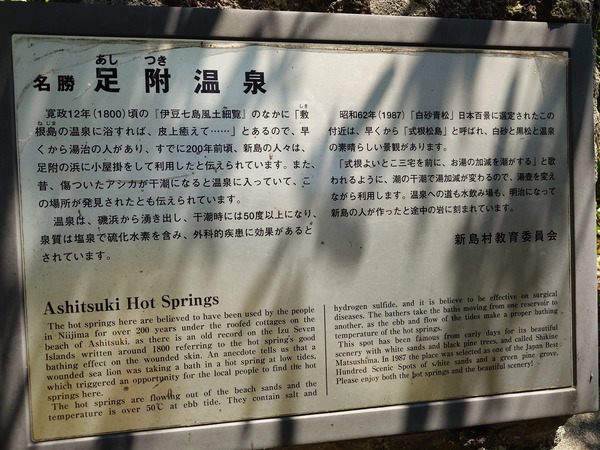 名勝 足附温泉
あし つき
寛政12年(1800)頃の『伊豆七島風土細覧』のなかに「敷
しき
根島の温泉に浴すれば、皮上癒えて……」とあるので、早
ねじま
くから湯治の人があり、すでに200年前頃、新島の人々は、
足附の浜に小屋掛をして利用したと伝えられています。また、
昔、傷ついたアシカが干潮になると温泉に入っていて、こ
の場所が発見されたとも伝えられています。
温泉は、磯浜から湧き出し、干潮時には50度以上になり、
泉質は塩泉で硫化水素を含み、外科的疾患に効果があると
されています。
昭和62年(1987)「白砂青松」日本百景に選定されたこの
付近は、早くから「式根松島」と呼ばれ、白砂と黒松と温泉
の素晴らしい景観があります。
「式根よいとこ三宅を前に、お湯の加減を潮がする」と歌
われるように、潮の干潮で湯加減が変わるので、湯壺を変え
ながら利用します。温泉への道も水飲み場も、明治になって
新島の人が作ったと途中の岩に刻まれています。
新島村教育委員会
Ashitsuki Hot Springs
The hot springs here are believed to have been used by the people
in Niijima for over 200 years under the roofed cottages on the
beach of Ashitsuki, as there is an old record on the Izu Seven
Islands written around 1800 referring to the hot spring's good
bathing effect on the wounded skin. An anecdote tells us that a
wounded sea lion was taking a bath in a hot spring at low tides,
which triggered an opportunity for the local people to find the hot
springs here.
The hot springs are flowing out of the beach sands and the
temperature is over 50℃ at ebb tide. They contain salt and
hydrogen sulfide, and it is believe to be effective on surgical
diseases. The bathers take the baths moving from one reservoir to
another, as the ebb and flow of the tides make a proper bathing
temperature of the hot springs.
This spot has been famous from early days for its beautiful
scenery with white sands and black pine trees, and called Shikine
Matsushima. In 1987 the place was selected as one of the Japan Best
Hundred Scenic Spots of white sands and a green pine grove.
Please enjoy both the hot springs and the beautiful scenery!